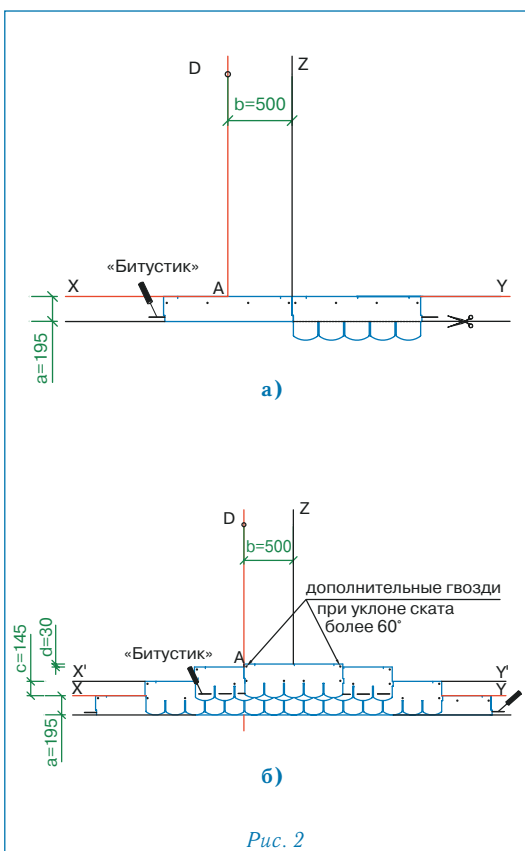 D
Z
b=500
«Битустик»
X
A
Y
a=195
а)
D
Z
b=500
дополнительные гвозди
при уклоне ската
более 60°
«Битустик»
A
c=145
d=30
X'
Y'
X
Y
a=195
б)
Рис. 2